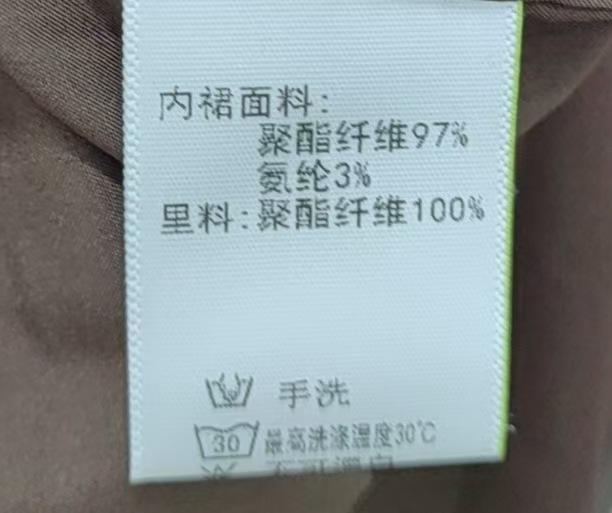 内裙面料:
聚酯纤维97%
氨纶3%
里料:聚酯纤维100%
手洗
30 最高洗涤温度30℃